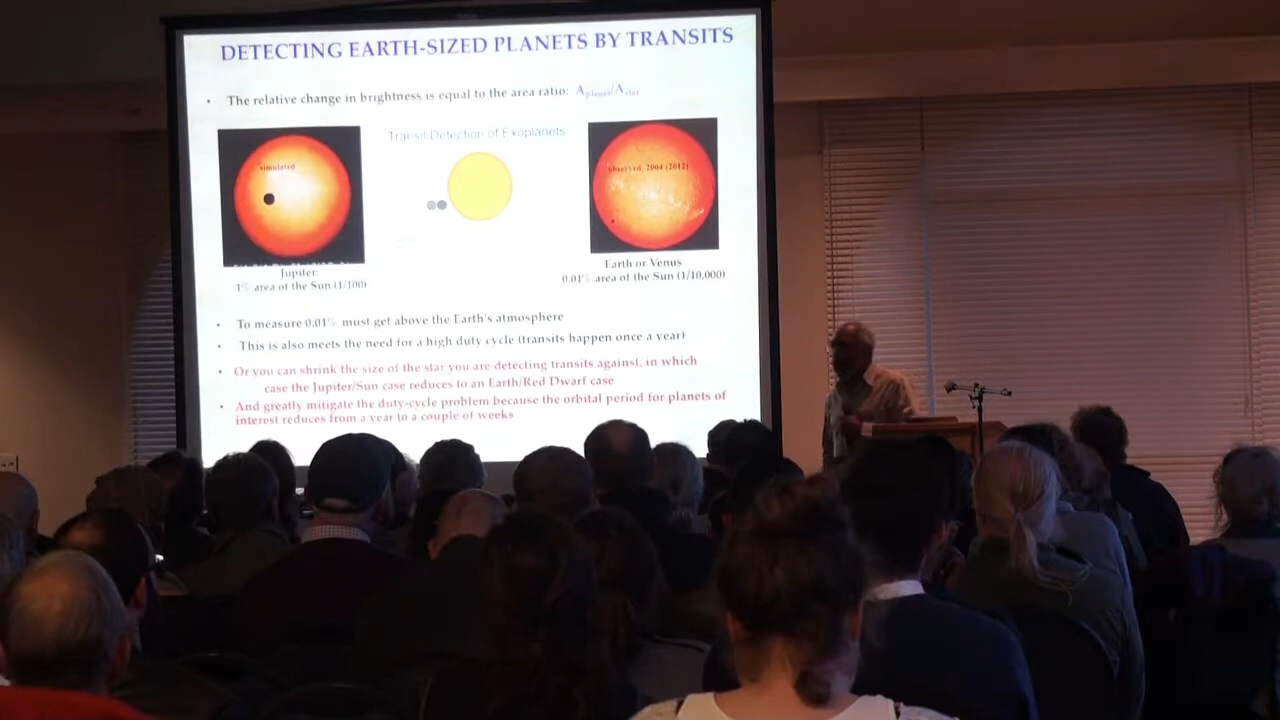 DETECTING EARTH-SIZED PLANETS BY TRANSITS
• The relative change in brightness is equal to the area ratio: Aplanet/Astar
Transit Detection of Exoplanets
simulated
observed, 2004 (2012)
Jupiter:
1% area of the Sun (1/100)
Earth or Venus
0.01% area of the Sun (1/10,000)
• To measure 0.01% must get above the Earth's atmosphere
• This is also meets the need for a high duty cycle (transits happen once a year)
• Or you can shrink the size of the star you are detecting transits against, in which
case the Jupiter/Sun case reduces to an Earth/Red Dwarf case
• And greatly mitigate the duty-cycle problem because the orbital period for planets of
interest reduces from a year to a couple of weeks